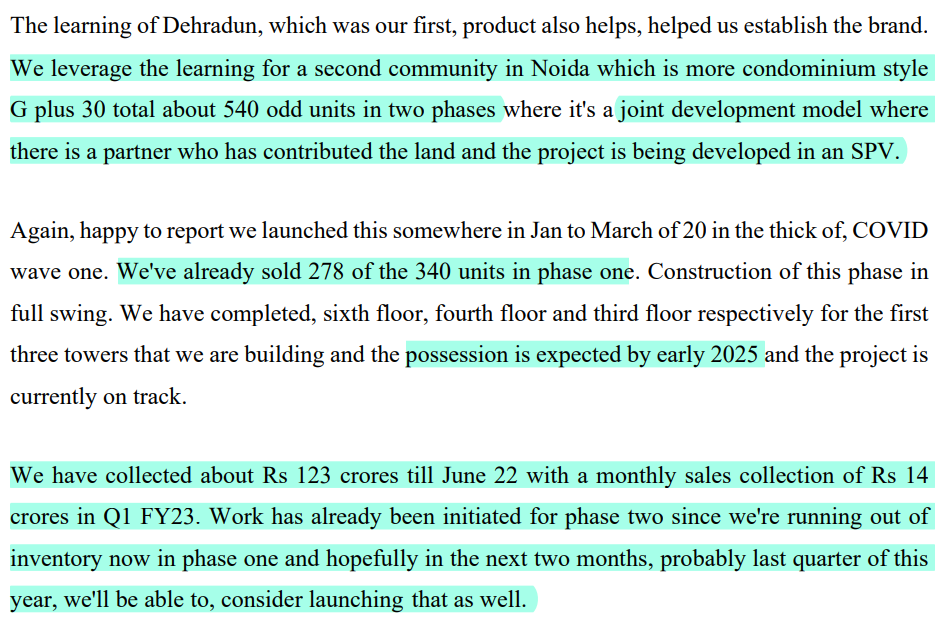 The learning of Dehradun, which was our first, product also helps, helped us establish the brand.
We leverage the learning for a second community in Noida which is more condominium style
G plus 30 total about 540 odd units in two phases where it's a joint development model where
there is a partner who has contributed the land and the project is being developed in an SPV.
Again, happy to report we launched this somewhere in Jan to March of 20 in the thick of, COVID
wave one. We've already sold 278 of the 340 units in phase one. Construction of this phase in
full swing. We have completed, sixth floor, fourth floor and third floor respectively for the first
three towers that we are building and the possession is expected by early 2025 and the project is
currently on track.
We have collected about Rs 123 crores till June 22 with a monthly sales collection of Rs 14
crores in Q1 FY23. Work has already been initiated for phase two since we're running out of
inventory now in phase one and hopefully in the next two months, probably last quarter of this
year, we'll be able to, consider launching that as well.